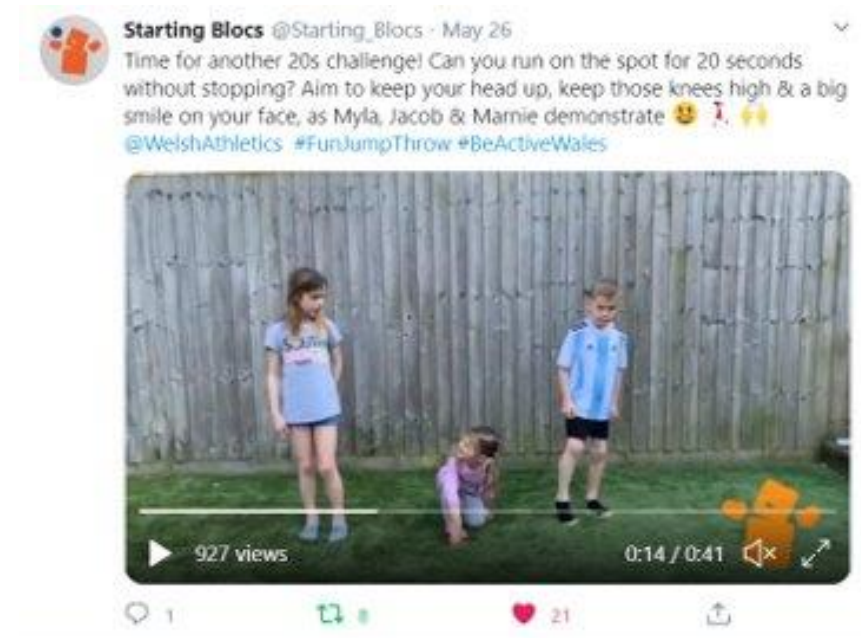 Starting Blocs @Starting_Blocs · May 26
Time for another 20s challenge! Can you run on the spot for 20 seconds
without stopping? Aim to keep your head up, keep those knees high & a big
smile on your face, as Myla, Jacob & Marnie demonstrate
@WelshAthletics #FunJumpThrow #BeActiveWales
927 views
0:14 / 0:41
1
8
21